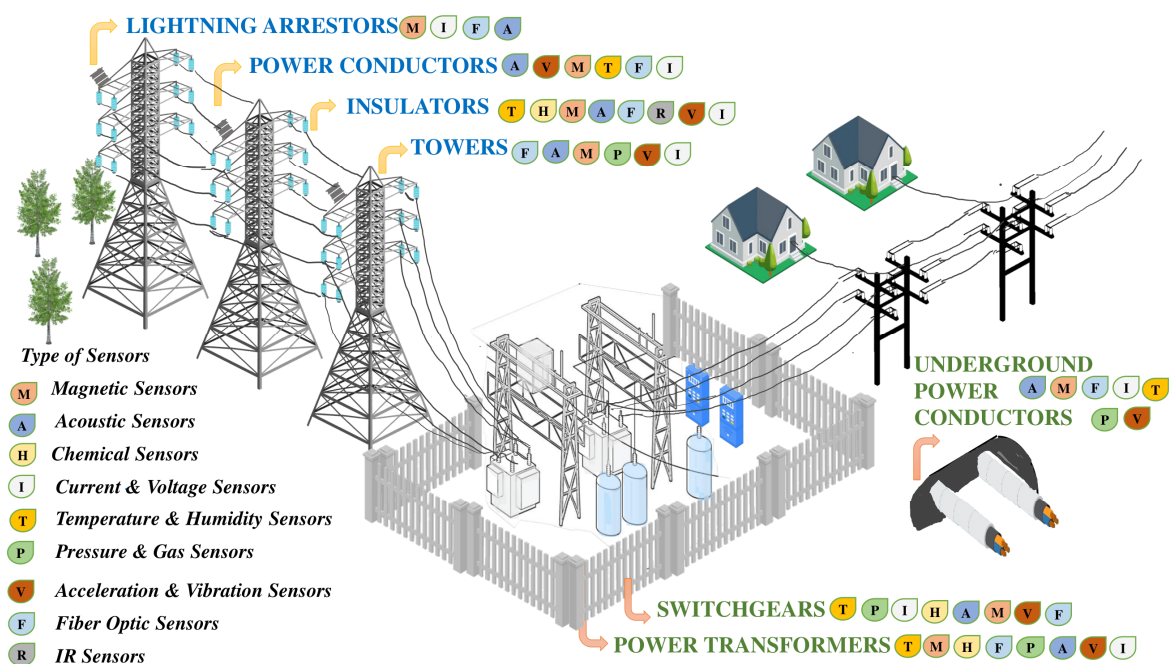 LIGHTNING ARRESTORS M I F A
POWER CONDUCTORS A V M T F I
INSULATORS T H M A F R V I
TOWERS F A M P V I
Type of Sensors
M Magnetic Sensors
A Acoustic Sensors
H Chemical Sensors
I Current & Voltage Sensors
T Temperature & Humidity Sensors
P Pressure & Gas Sensors
V Acceleration & Vibration Sensors
F Fiber Optic Sensors
R IR Sensors
UNDERGROUND
POWER A M F I T
CONDUCTORS P V
SWITCHGEARS T P I H A M V F
POWER TRANSFORMERS T M H F P A V I